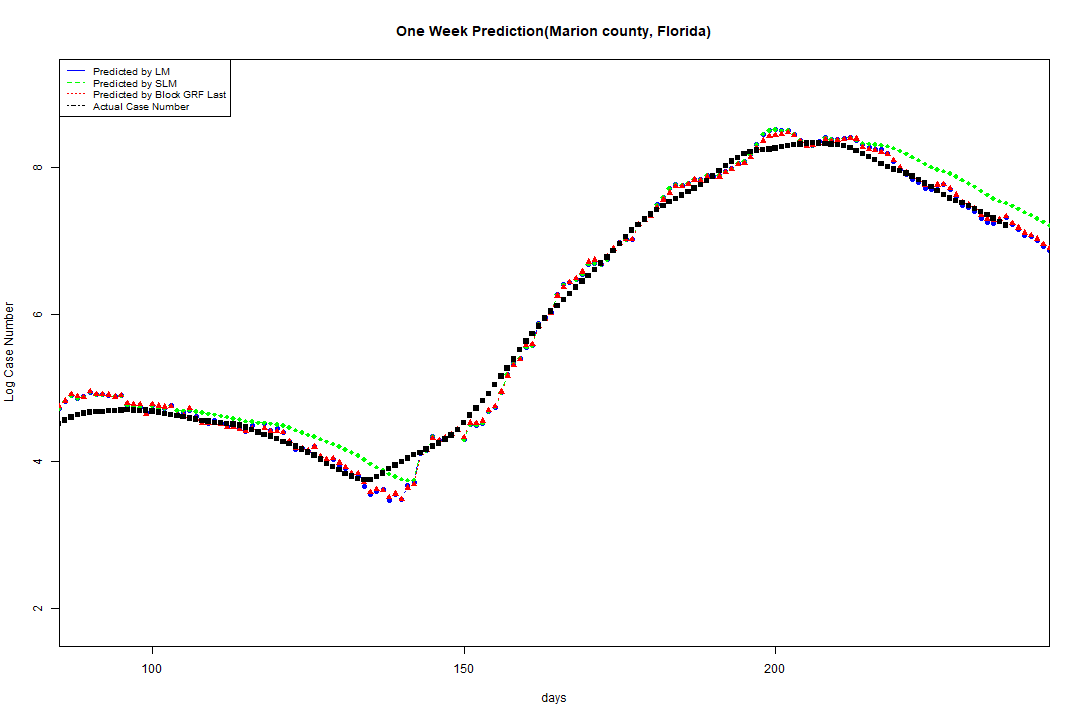 One Week Prediction(Marion county, Florida)
Predicted by LM
Predicted by SLM
Predicted by Block GRF Last
Actual Case Number
8
6
4
2
Log Case Number
100 150 200
days